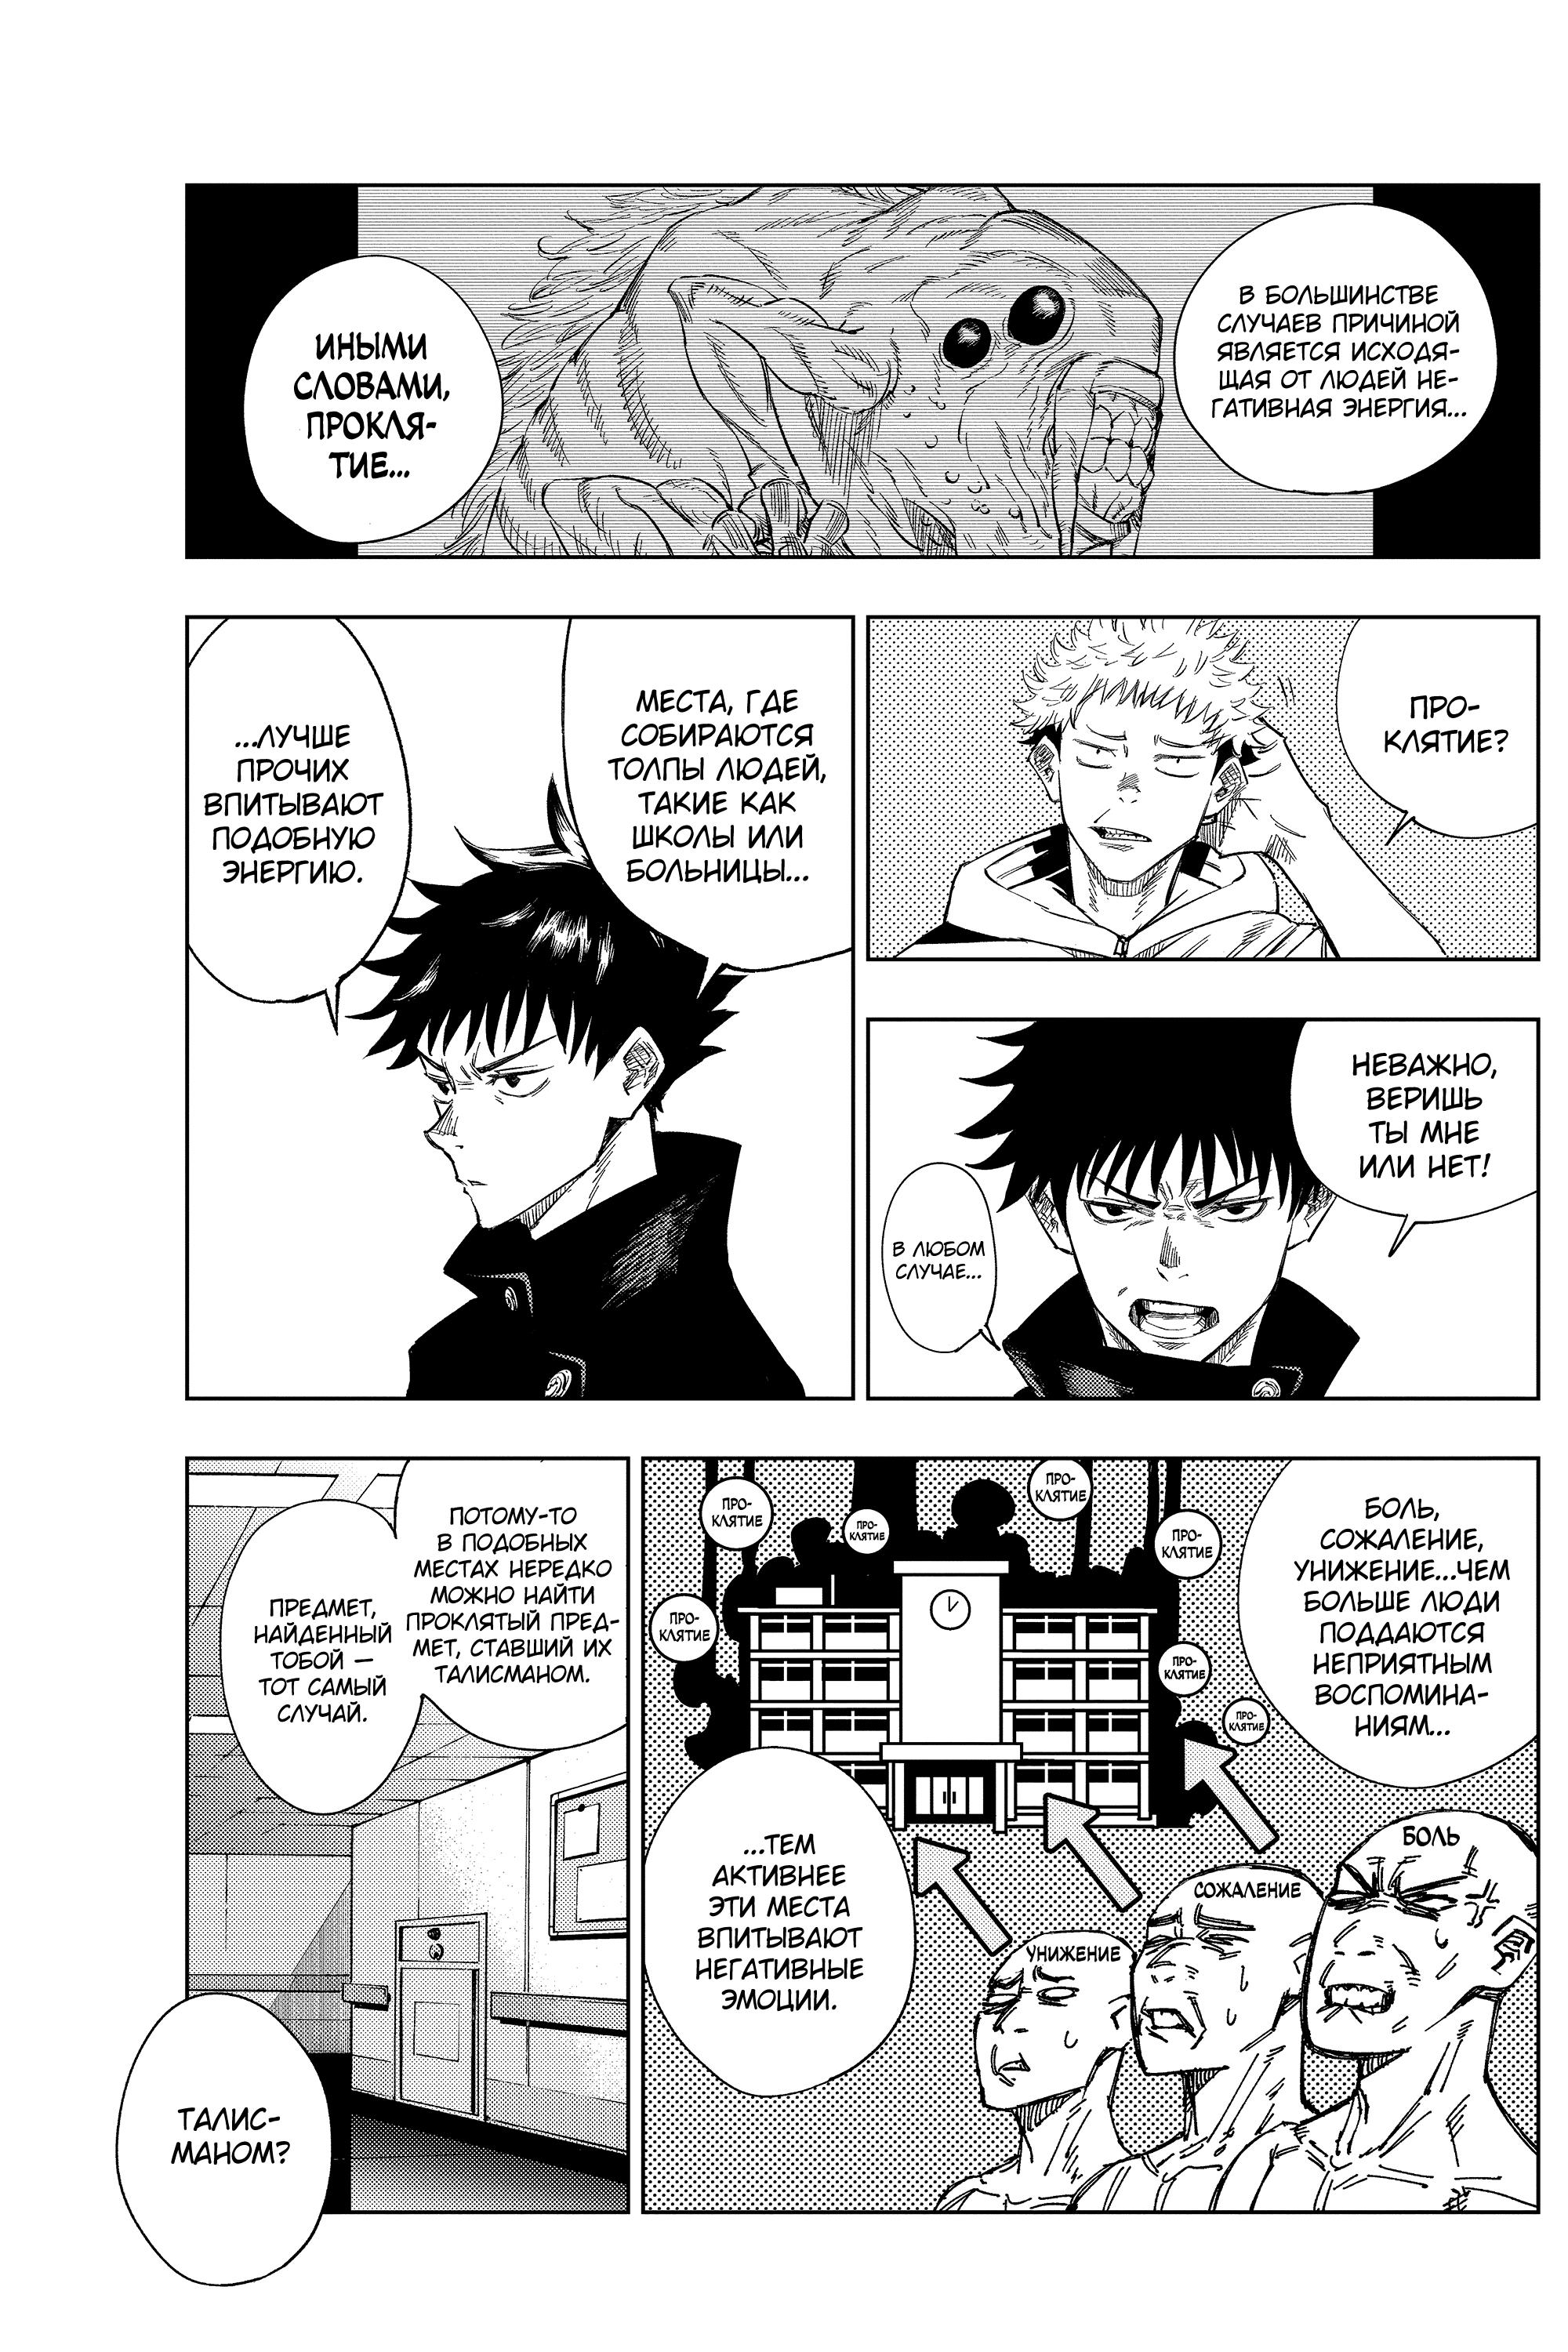 В БОЛЬШИНСТВЕ
СЛУЧАЕВ ПРИЧИНОЙ
ЯВЛЯЕТСЯ ИСХОДЯ-
ЩАЯ ОТ ЛЮДЕЙ НЕ-
ГАТИВНАЯ ЭНЕРГИЯ...
ИНЫМИ
СЛОВАМИ,
ПРОКЛЯ-
ТИЕ...
ПРО-
КЛЯТИЕ?
НЕВАЖНО,
ВЕРИШЬ
ТЫ МНЕ
ИЛИ НЕТ!
В ЛЮБОМ
СЛУЧАЕ...
МЕСТА, ГДЕ
СОБИРАЮТСЯ
ТОЛПЫ ЛЮДЕЙ,
ТАКИЕ КАК
ШКОЛЫ ИЛИ
БОЛЬНИЦЫ...
...ЛУЧШЕ
ПРОЧИХ
ВПИТЫВАЮТ
ПОДОБНУЮ
ЭНЕРГИЮ.
БОЛЬ,
СОЖАЛЕНИЕ,
УНИЖЕНИЕ...ЧЕМ
БОЛЬШЕ ЛЮДИ
ПОДДАЮТСЯ
НЕПРИЯТНЫМ
ВОСПОМИНА-
НИЯМ...
ПРО-
КЛЯТИЕ
ПРО-
КЛЯТИЕ
ПРО-
КЛЯТИЕ
ПРО-
КЛЯТИЕ
ПРО-
КЛЯТИЕ
ПРО-
КЛЯТИЕ
ПРО-
КЛЯТИЕ
БОЛЬ
СОЖАЛЕНИЕ
УНИЖЕНИЕ
...ТЕМ
АКТИВНЕЕ
ЭТИ МЕСТА
ВПИТЫВАЮТ
НЕГАТИВНЫЕ
ЭМОЦИИ.
ПОТОМУ-ТО
В ПОДОБНЫХ
МЕСТАХ НЕРЕДКО
МОЖНО НАЙТИ
ПРОКЛЯТЫЙ ПРЕД-
МЕТ, СТАВШИЙ ИХ
ТАЛИСМАНОМ.
ПРЕДМЕТ,
НАЙДЕННЫЙ
ТОБОЙ —
ТОТ САМЫЙ
СЛУЧАЙ.
ТАЛИС-
МАНОМ?